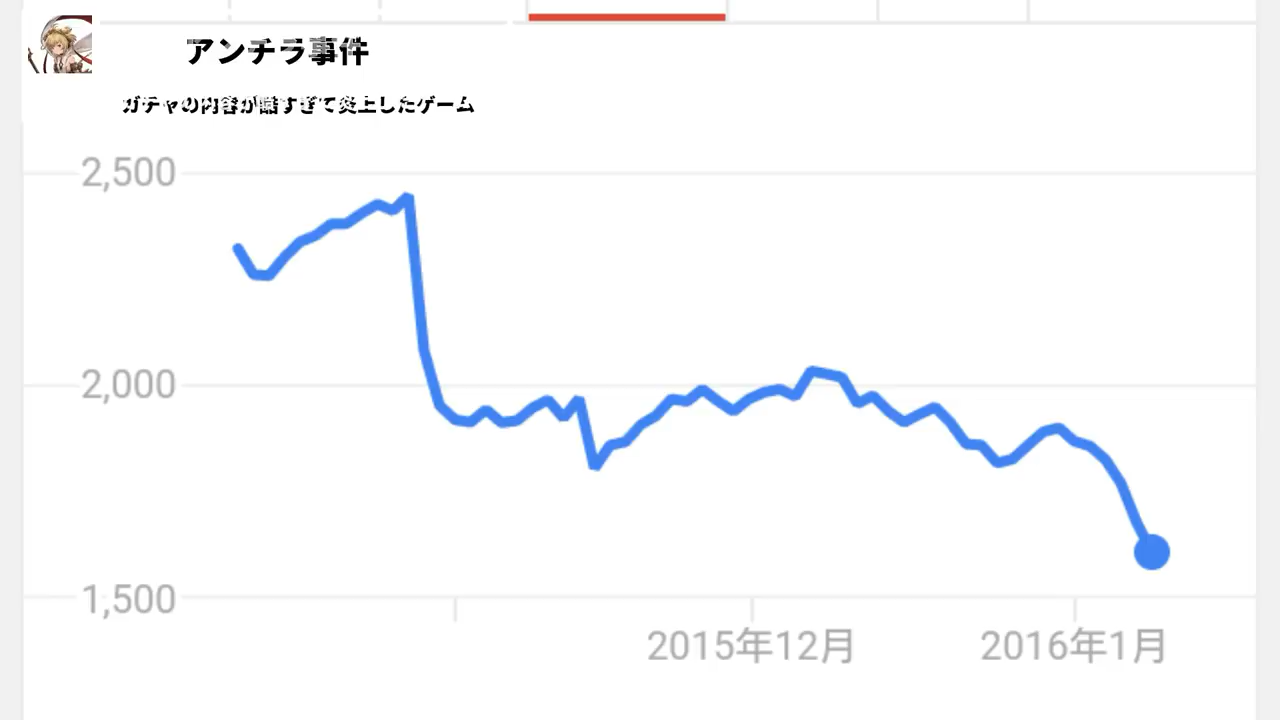 アンチラ事件
ガチャの内容が酷すぎて炎上したゲーム
2,500
2,000
1,500
2015年12月
2016年1月